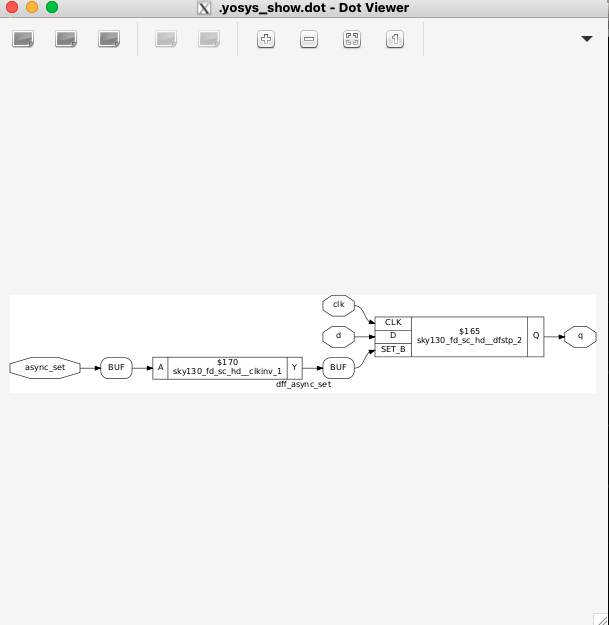 .yosys_show.dot - Dot Viewer
clk
d
async_set
BUF
A
$170
sky130_fd_sc_hd__clkinv_1
Y
BUF
CLK
D
SET_B
$165
sky130_fd_sc_hd__dfstp_2
Q
q
dff_async_set